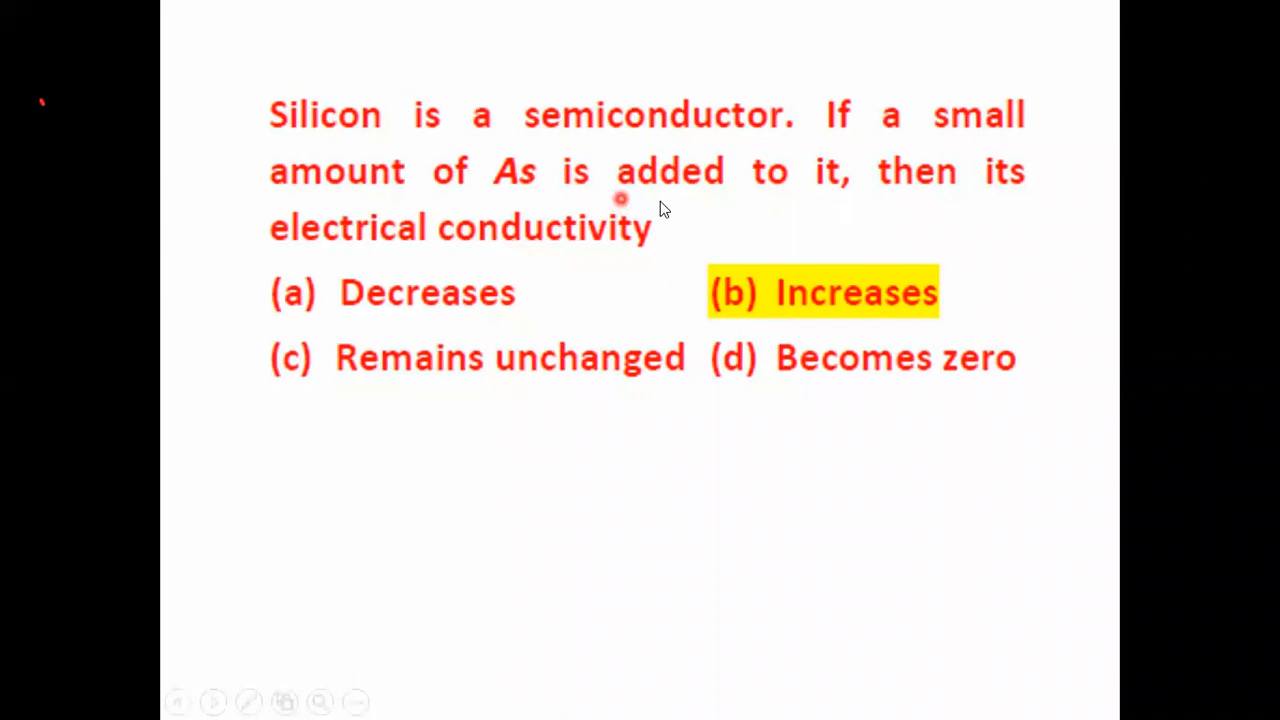 Silicon is a semiconductor. If a small
amount of As is added to it, then its
electrical conductivity
(a) Decreases (b) Increases
(c) Remains unchanged (d) Becomes zero